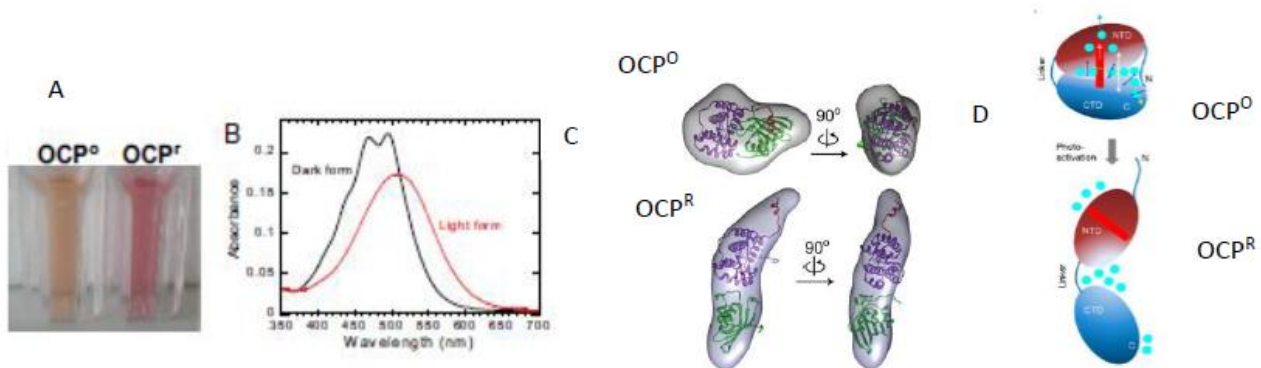 A
OCPº OCPʳ
B
Absorbance
0.2
0.15
0.1
0.05
0
Dark form
Light form
350 400 450 500 550 600 650 700
Wavelength (nm)
C
OCPᴼ
90º
OCPᴿ
90º
D
NTD
Linker
N
CTD
C
OCPᴼ
Photo-
activation
N
NTD
OCPᴿ
Linker
CTD
C